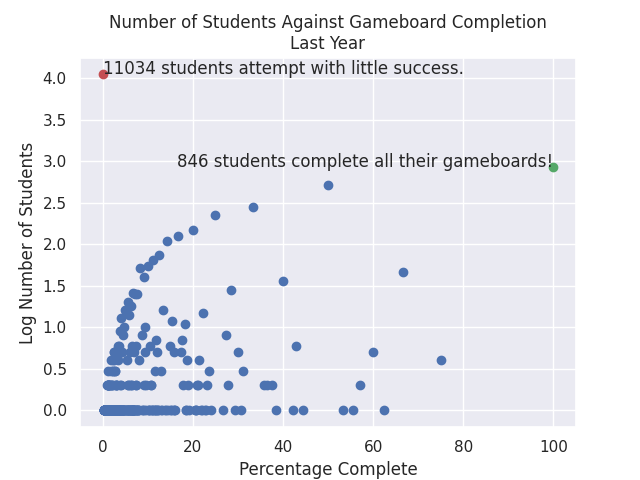 Number of Students Against Gameboard Completion
Last Year
11034 students attempt with little success.
846 students complete all their gameboards!
Log Number of Students
4.0
3.5
3.0
2.5
2.0
1.5
1.0
0.5
0.0
0 20 40 60 80 100
Percentage Complete